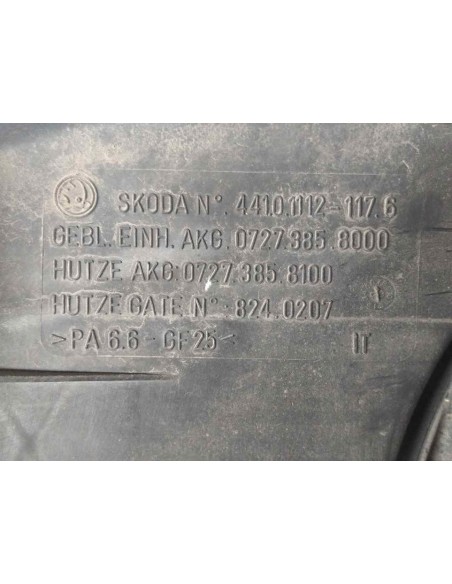 SKODA N°. 4410.1112-117.6
GEBL. EINH. AKG. 0727.385.8000
HUTZE AKG: 0727.385.8100
HUTZE GATE. N°-824.0207
>PA 6.6-GF25< IT